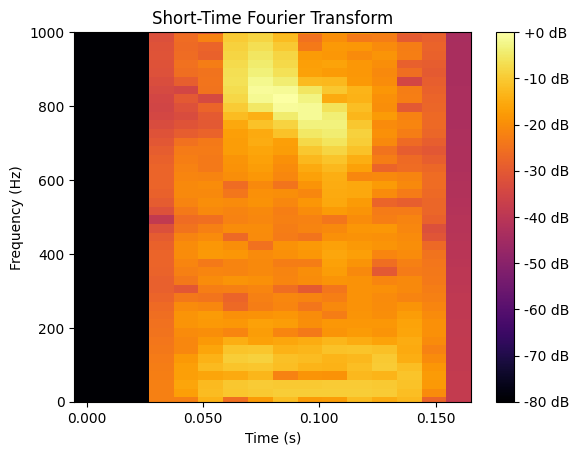 Short-Time Fourier Transform
1000
800
600
400
200
0
Frequency (Hz)
0.000
0.050
0.100
0.150
Time (s)
+0 dB
-10 dB
-20 dB
-30 dB
-40 dB
-50 dB
-60 dB
-70 dB
-80 dB